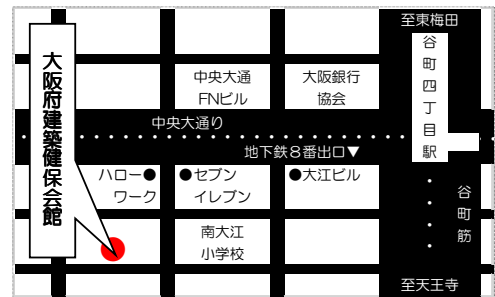 至東梅田
谷町四丁目駅
大阪府建築健保会館
中央大通
FNビル
大阪銀行
協会
中央大通り
地下鉄８番出口▼
ハロー●
ワーク
●セブン
イレブン
●大江ビル
谷町筋
南大江
小学校
至天王寺